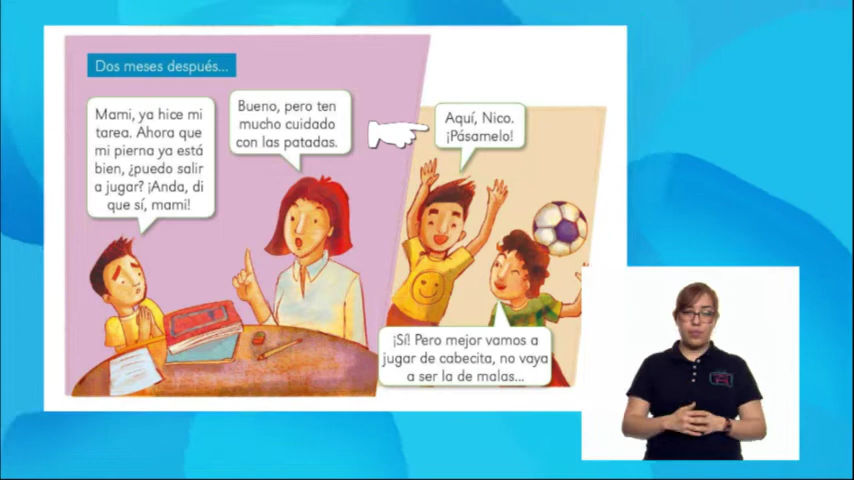 Dos meses después...
Mami, ya hice mi
tarea. Ahora que
mi pierna ya está
bien, ¿puedo salir
a jugar? ¡Anda, di
que sí, mami!
Bueno, pero ten
mucho cuidado
con las patadas.
Aquí, Nico.
¡Pásamelo!
¡Sí! Pero mejor vamos a
jugar de cabecita, no vaya
a ser la de malas...